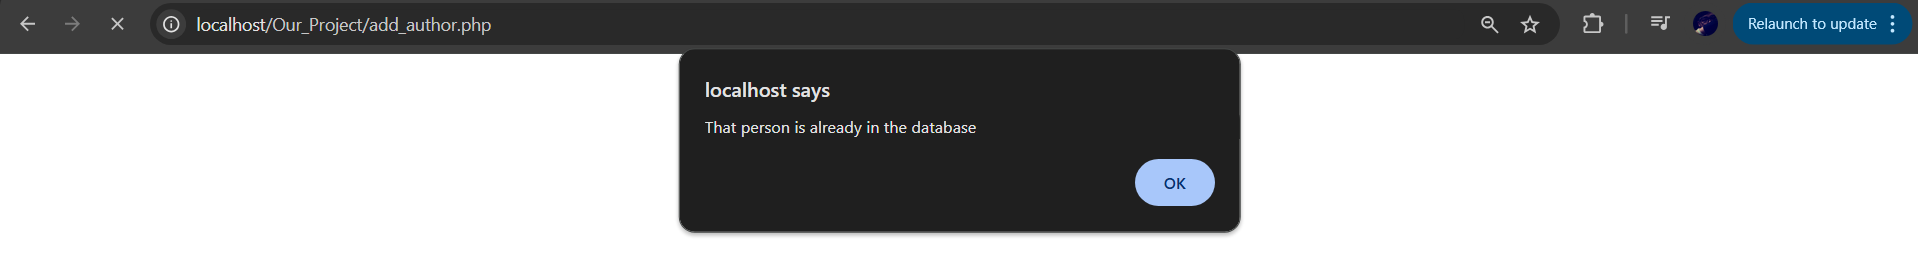 localhost/Our_Project/add_author.php
Relaunch to update
localhost says
That person is already in the database
OK